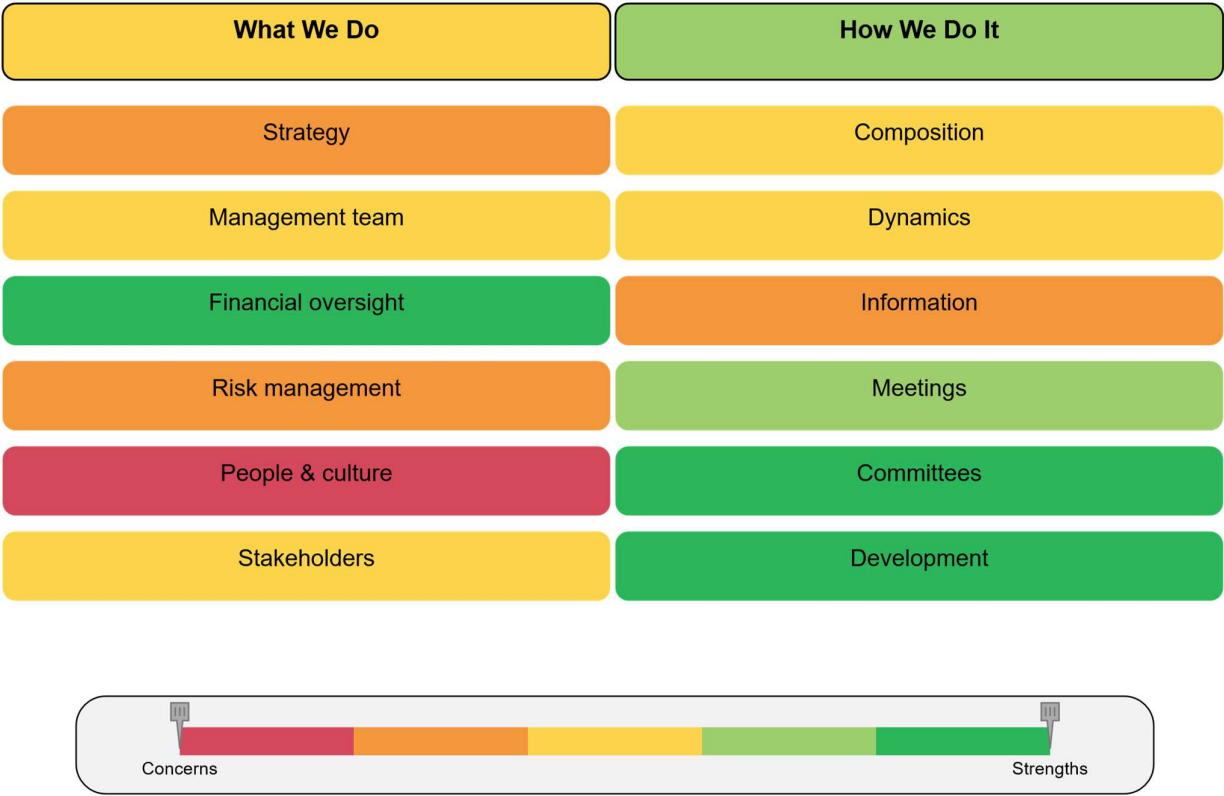 What We Do
How We Do It
Strategy
Composition
Management team
Dynamics
Financial oversight
Information
Risk management
Meetings
People & culture
Committees
Stakeholders
Development
Concerns
Strengths